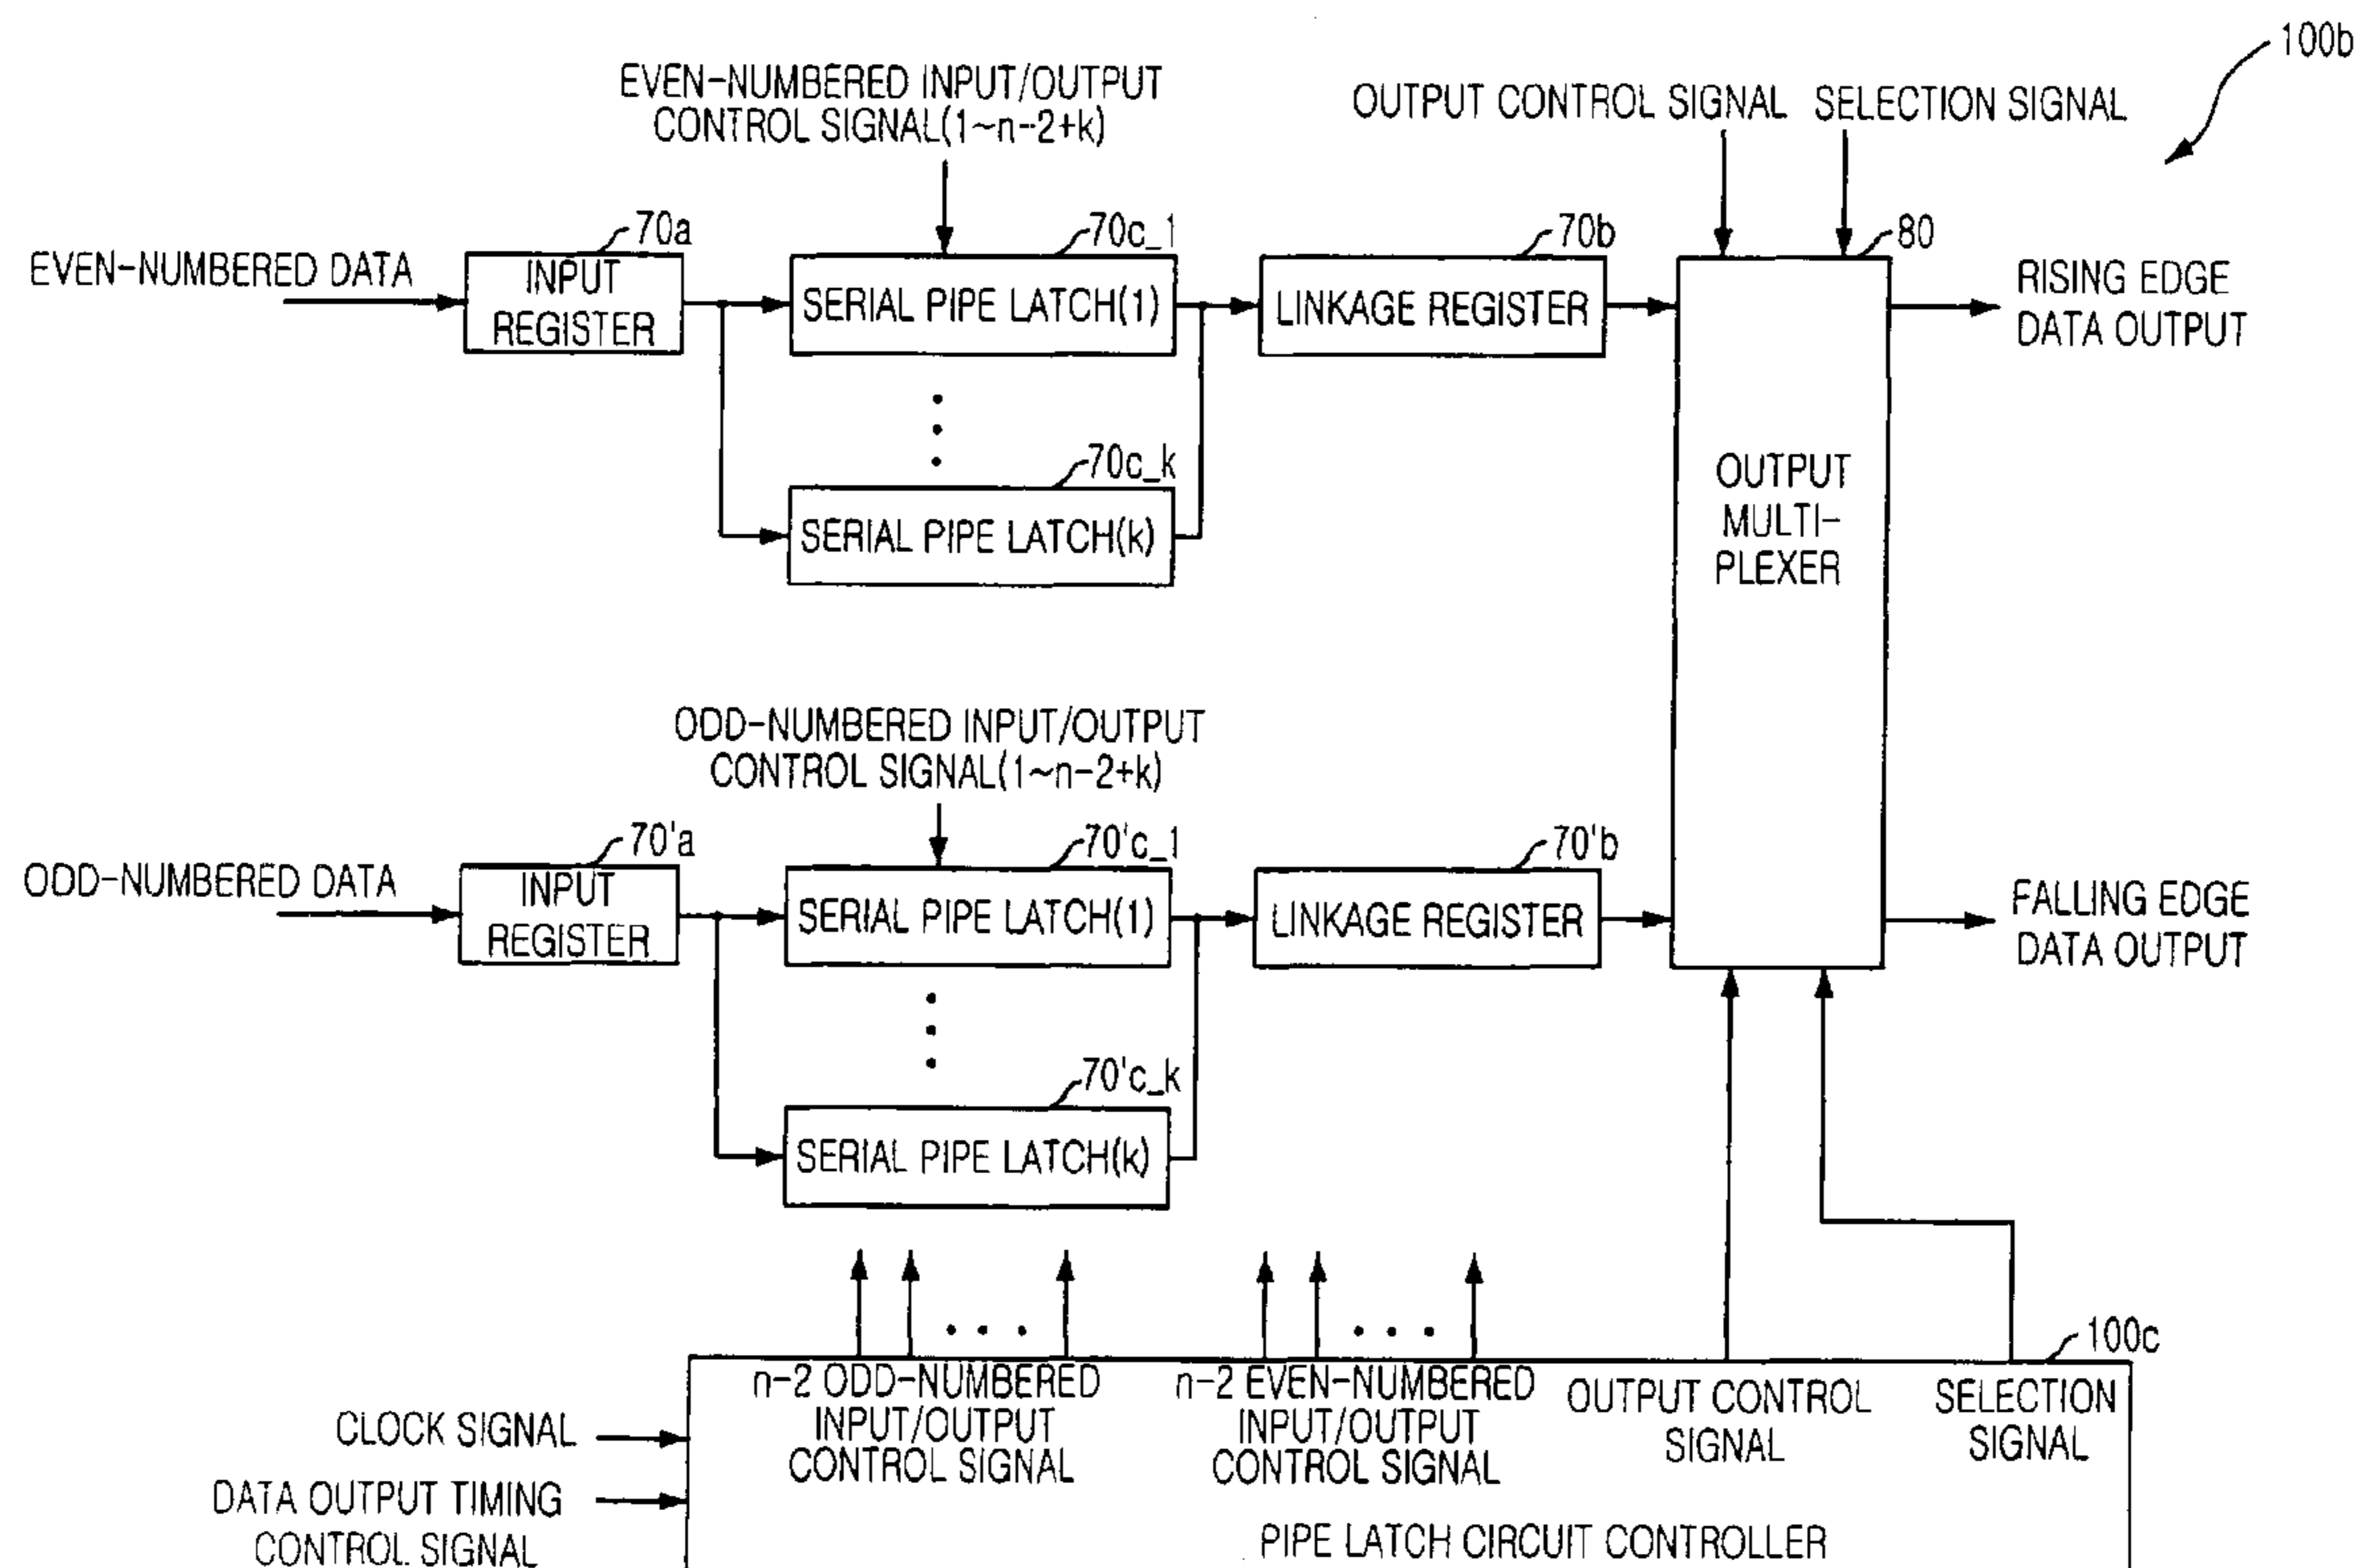 100b
EVEN-NUMBERED INPUT/OUTPUT
CONTROL SIGNAL(1~n-2+k)
OUTPUT CONTROL SIGNAL
SELECTION SIGNAL
EVEN-NUMBERED DATA
70a
INPUT
REGISTER
70c_1
SERIAL PIPE LATCH(1)
70c_k
SERIAL PIPE LATCH(k)
70b
LINKAGE REGISTER
80
OUTPUT
MULTI-
PLEXER
RISING EDGE
DATA OUTPUT
ODD-NUMBERED INPUT/OUTPUT
CONTROL SIGNAL(1~n-2+k)
ODD-NUMBERED DATA
70'a
INPUT
REGISTER
70'c_1
SERIAL PIPE LATCH(1)
70'c_k
SERIAL PIPE LATCH(k)
70'b
LINKAGE REGISTER
FALLING EDGE
DATA OUTPUT
100c
n-2 ODD-NUMBERED
INPUT/OUTPUT
CONTROL SIGNAL
n-2 EVEN-NUMBERED
INPUT/OUTPUT
CONTROL SIGNAL
OUTPUT CONTROL
SIGNAL
SELECTION
SIGNAL
CLOCK SIGNAL
DATA OUTPUT TIMING
CONTROL SIGNAL
PIPE LATCH CIRCUIT CONTROLLER